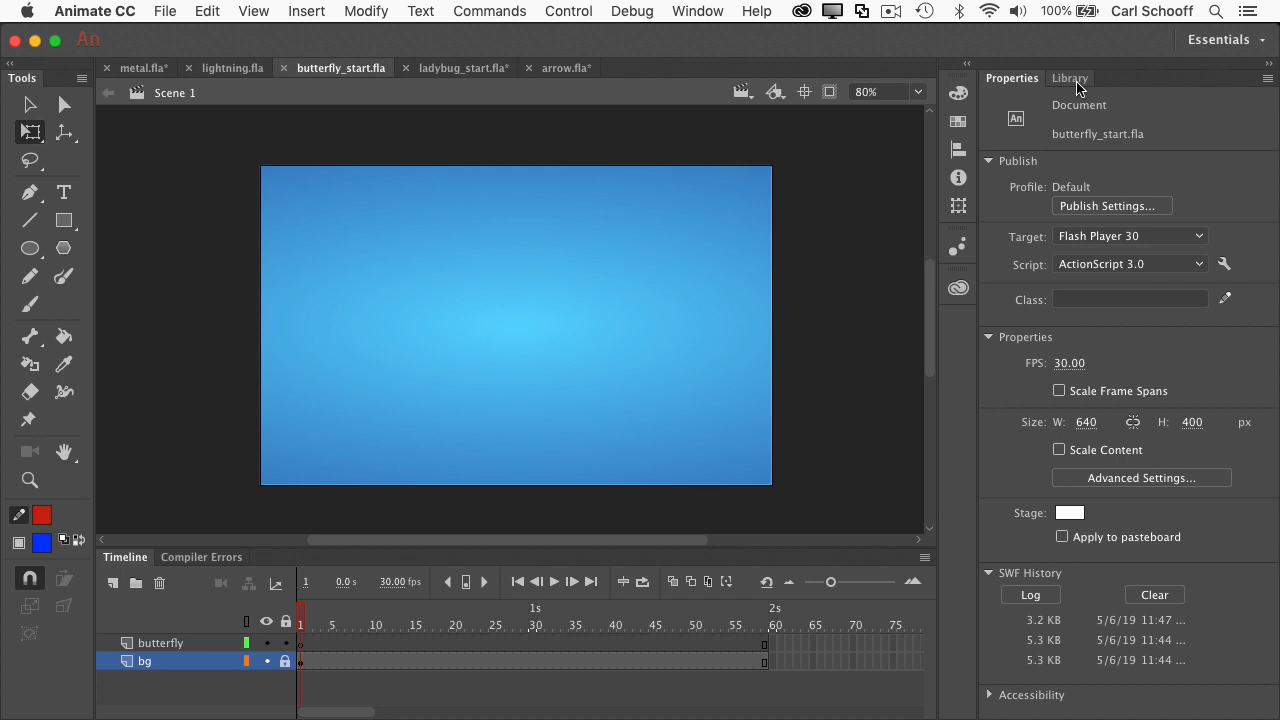 Animate CC File Edit View Insert Modify Text Commands Control Debug Window Help 100% Carl Schooff
An Essentials
Tools
metal.fla* lightning.fla butterfly_start.fla ladybug_start.fla* arrow.fla*
Properties Library
Scene 1 80%
Document
An
butterfly_start.fla
Publish
Profile: Default
Publish Settings...
Target: Flash Player 30
Script: ActionScript 3.0
Class:
Properties
FPS: 30.00
Scale Frame Spans
Size: W: 640 H: 400 px
Scale Content
Advanced Settings...
Stage:
Apply to pasteboard
SWF History
Log Clear
3.2 KB 5/6/19 11:47 ...
5.3 KB 5/6/19 11:44 ...
5.3 KB 5/6/19 11:44 ...
Accessibility
Timeline Compiler Errors
1 0.0 s 30.00 fps
1s 2s
1 5 10 15 20 25 30 35 40 45 50 55 60 65 70 75
butterfly
bg